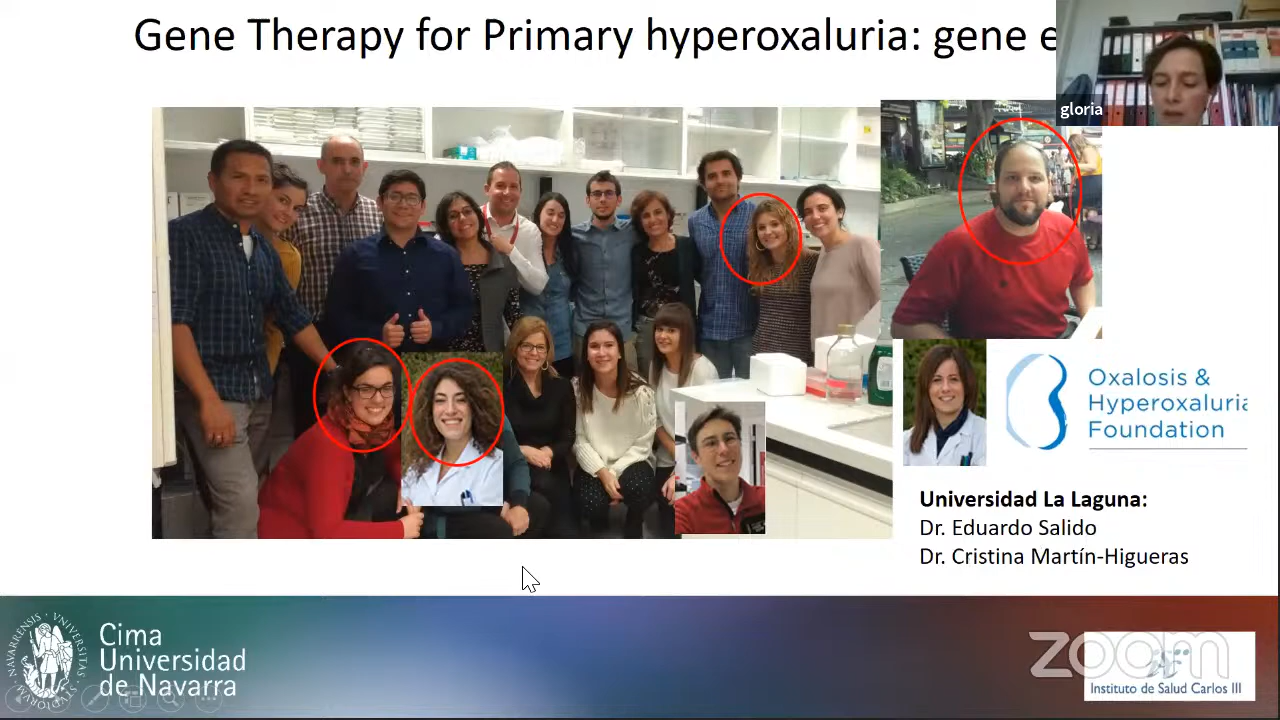 Gene Therapy for Primary hyperoxaluria: gene e
gloria
Oxalosis &
Hyperoxaluria
Foundation
Universidad La Laguna:
Dr. Eduardo Salido
Dr. Cristina Martín-Higueras
Cima
Universidad
de Navarra
zoom
Instituto de Salud Carlos III